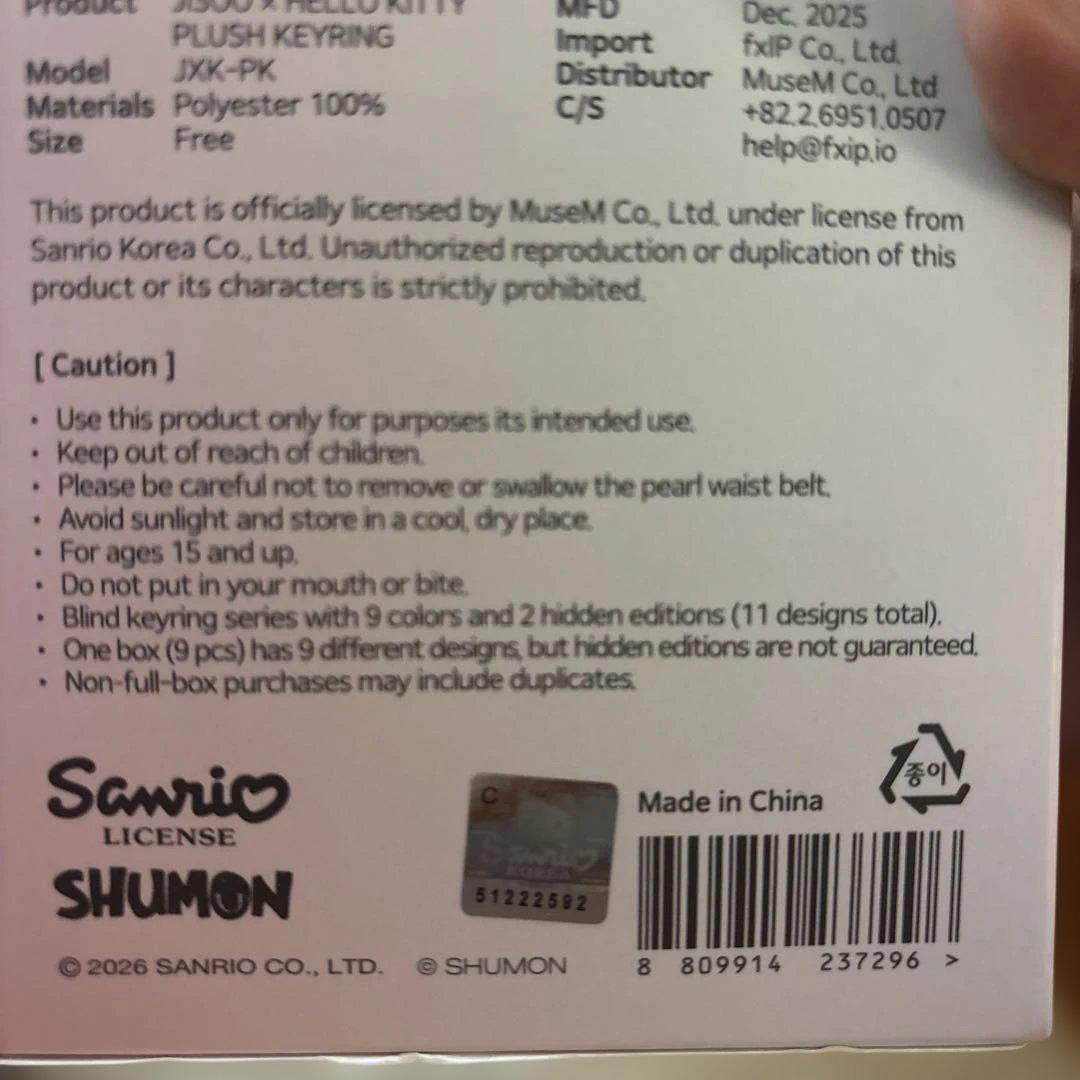 Product JISOO X HELLO KITTY
PLUSH KEYRING
Model JXK-PK
Materials Polyester 100%
Size Free
MFD Dec. 2025
Import fxIP Co., Ltd.
Distributor MuseM Co., Ltd
C/S +82.2.6951.0507
help@fxip.io
This product is officially licensed by MuseM Co., Ltd. under license from
Sanrio Korea Co., Ltd. Unauthorized reproduction or duplication of this
product or its characters is strictly prohibited.
[ Caution ]
• Use this product only for purposes its intended use.
• Keep out of reach of children.
• Please be careful not to remove or swallow the pearl waist belt.
• Avoid sunlight and store in a cool, dry place.
• For ages 15 and up.
• Do not put in your mouth or bite.
• Blind keyring series with 9 colors and 2 hidden editions (11 designs total).
• One box (9 pcs) has 9 different designs, but hidden editions are not guaranteed.
• Non-full-box purchases may include duplicates.
Sanrio
LICENSE
SHUMON
C
Sanrio
KOREA
51222592
Made in China
종이
8 809914 237296 >
© 2026 SANRIO CO., LTD. © SHUMON